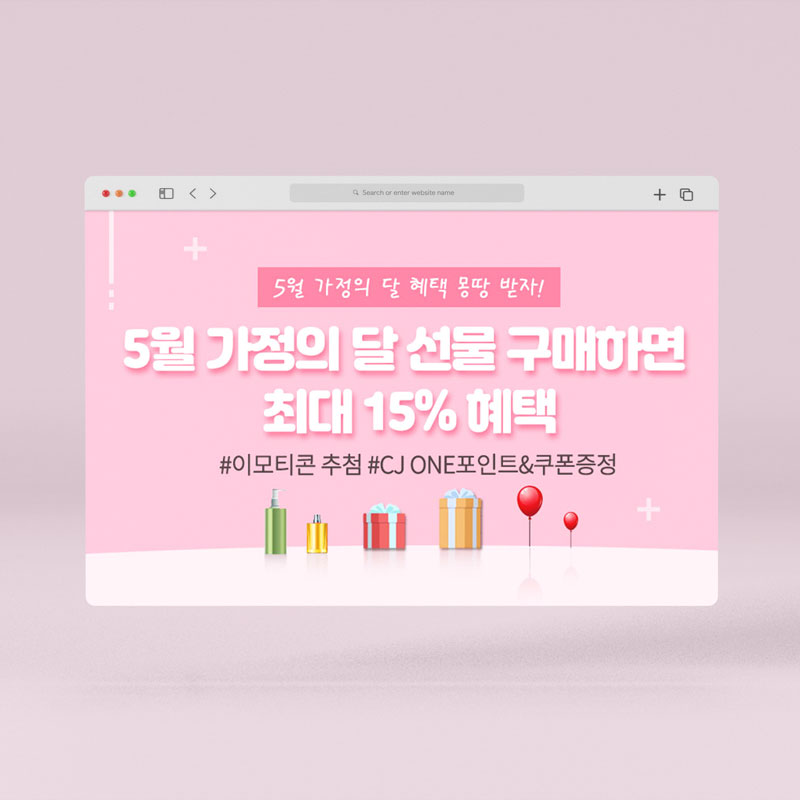 Search or enter website name
5월 가정의 달 혜택 몽땅 받자!
5월 가정의 달 선물 구매하면
최대 15% 혜택
#이모티콘 추첨 #CJ ONE포인트&쿠폰증정